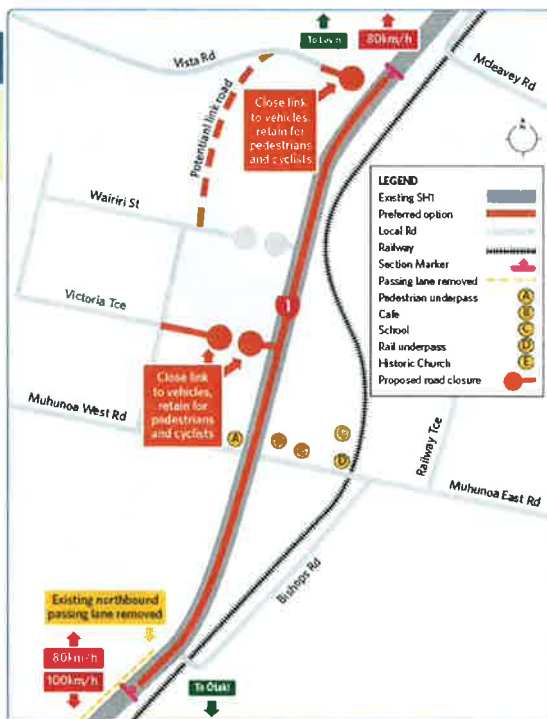 To Levin
80km/h
Vista Rd
Mcleavey Rd
Close link
to vehicles,
retain for
pedestrians
and cyclists
Potentianl link road
Wairiri St
LEGEND
Existing SH1
Preferred option
Local Rd
Railway
Section Marker
Passing lane removed
Pedestrian underpass A
Cafe B
School C
Rail underpass D
Historic Church E
Proposed road closure
1
Victoria Tce
Close link
to vehicles,
retain for
pedestrians
and cyclists
Muhunoa West Rd
A
D
Railway Tce
Muhunoa East Rd
Bishops Rd
Existing northbound
passing lane removed
80km/h
100km/h
To Otaki